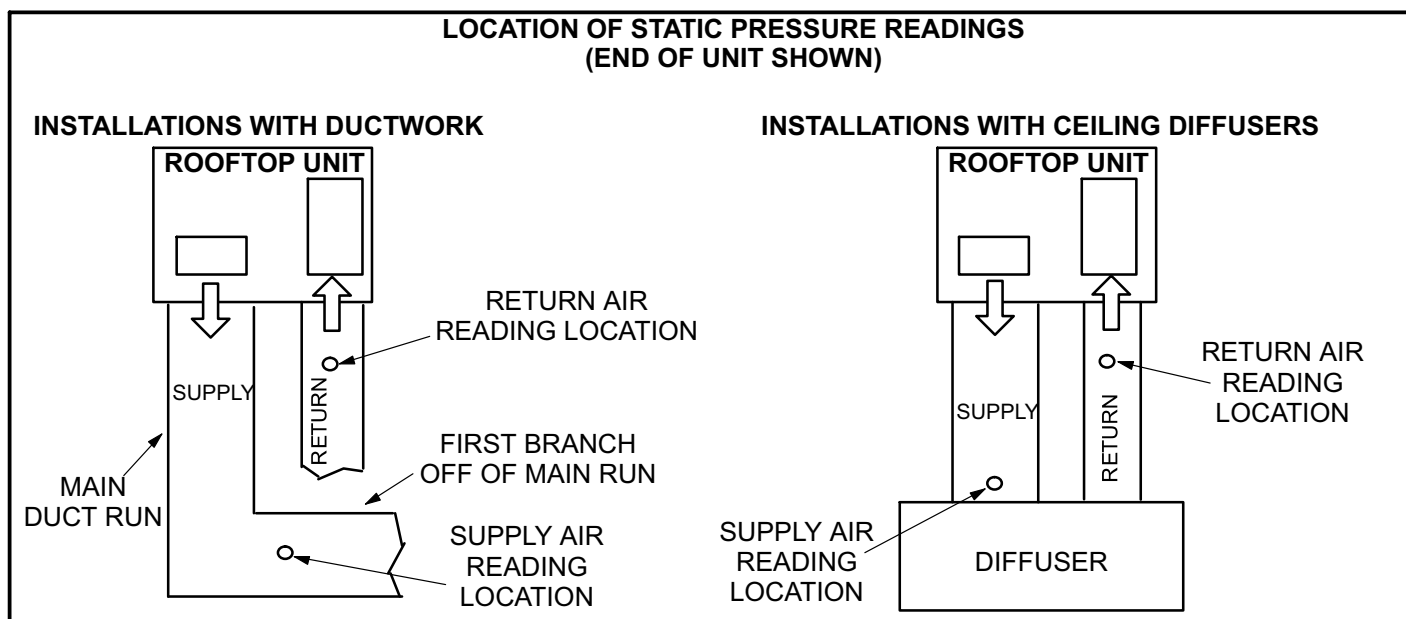 LOCATION OF STATIC PRESSURE READINGS
(END OF UNIT SHOWN)
INSTALLATIONS WITH DUCTWORK
ROOFTOP UNIT
RETURN AIR
READING LOCATION
SUPPLY
RETURN
FIRST BRANCH
OFF OF MAIN RUN
MAIN
DUCT RUN
SUPPLY AIR
READING
LOCATION
INSTALLATIONS WITH CEILING DIFFUSERS
ROOFTOP UNIT
RETURN AIR
READING
LOCATION
SUPPLY
RETURN
SUPPLY AIR
READING
LOCATION
DIFFUSER